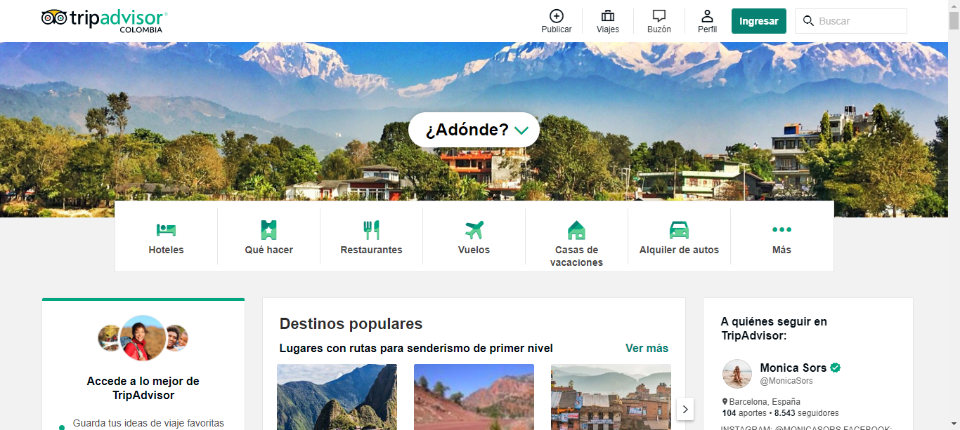 tripadvisor
COLOMBIA
Publicar
Viajes
Buzón
Perfil
Ingresar
Buscar
¿Adónde?
Hoteles
Qué hacer
Restaurantes
Vuelos
Casas de
vacaciones
Alquiler de autos
Más
Accede a lo mejor de
TripAdvisor
Guarda tus ideas de viaje favoritas
Destinos populares
Lugares con rutas para senderismo de primer nivel
Ver más
A quiénes seguir en
TripAdvisor:
Monica Sors
@MonicaSors
Barcelona, España
104 aportes • 8.543 seguidores
INSTAGRAM: @MONICASORS FACEBOOK: